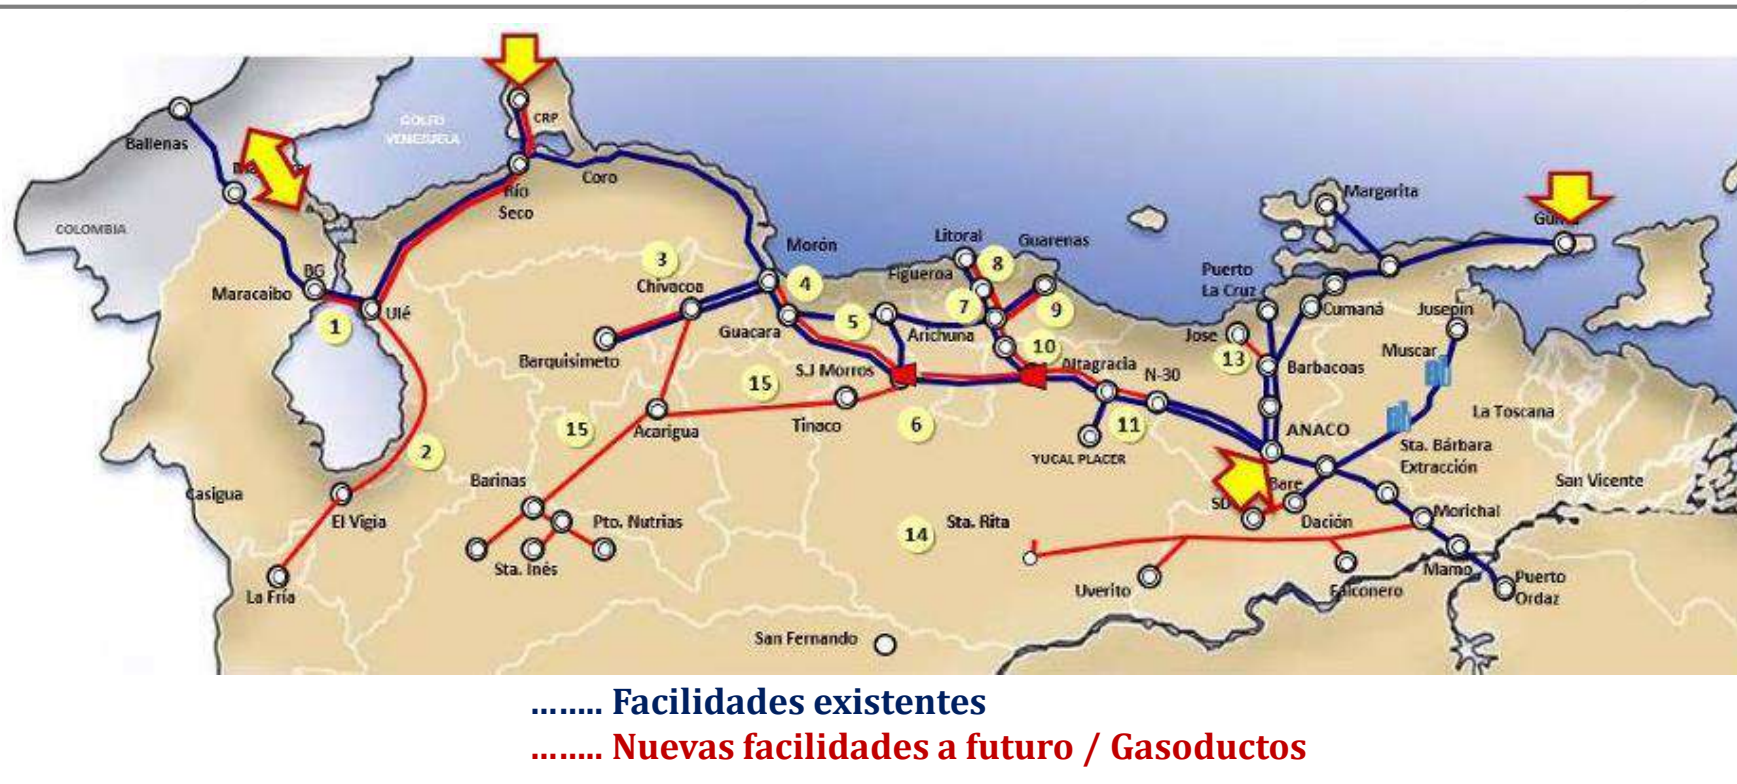 CRP
GOLFO
VENEZUELA
Ballenas
Coro
Río
Seco
Margarita
COLOMBIA
Litoral
Guarenas
Morón
BG
Maracaibo
3
Chivacoa
4
8
Figueroa
Puerto
La Cruz
1
Ulé
Guacara
5
7
9
Cumaná
Jusepín
Arichuna
Jose
Barquisimeto
10
13
Muscar
S.J Morros
Altagracia
N-30
Barbacoas
15
Tinaco
6
11
La Toscana
15
Acarigua
ANACO
2
YUCAL PLACER
Sta. Bárbara
Extracción
Barinas
Bare
San Vicente
Casigua
El Vigía
Pto. Nutrias
14
Sta. Rita
SD
Dación
Morichal
Sta. Inés
La Fría
Uverito
Falconero
Mamo
Puerto
Ordaz
San Fernando
........ Facilidades existentes
........ Nuevas facilidades a futuro / Gasoductos